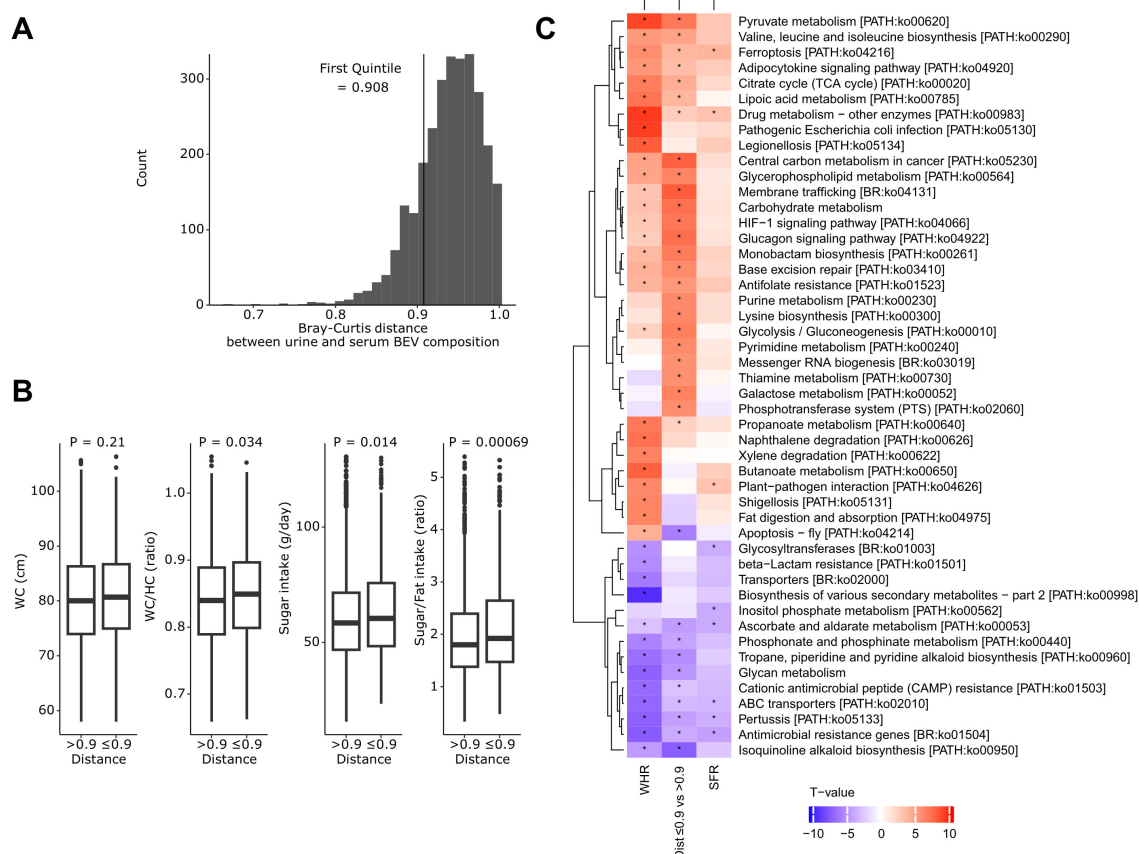 A
First Quintile
= 0.908
Count
300
200
100
0
0.7
0.8
0.9
1.0
Bray-Curtis distance
between urine and serum BEV composition
B
P = 0.21
WC (cm)
100
90
80
70
60
>0.9 ≤0.9
Distance
P = 0.034
WC/HC (ratio)
1.0
0.9
0.8
0.7
>0.9 ≤0.9
Distance
P = 0.014
Sugar intake (g/day)
100
50
>0.9 ≤0.9
Distance
P = 0.00069
Sugar/Fat intake (ratio)
5
4
3
2
1
>0.9 ≤0.9
Distance
C
* * Pyruvate metabolism [PATH:ko00620]
* * Valine, leucine and isoleucine biosynthesis [PATH:ko00290]
* * * Ferroptosis [PATH:ko04216]
* * Adipocytokine signaling pathway [PATH:ko04920]
* * Citrate cycle (TCA cycle) [PATH:ko00020]
* * Lipoic acid metabolism [PATH:ko00785]
* * * Drug metabolism − other enzymes [PATH:ko00983]
* Pathogenic Escherichia coli infection [PATH:ko05130]
* Legionellosis [PATH:ko05134]
* * Central carbon metabolism in cancer [PATH:ko05230]
* * Glycerophospholipid metabolism [PATH:ko00564]
* * Membrane trafficking [BR:ko04131]
* * Carbohydrate metabolism
* * HIF−1 signaling pathway [PATH:ko04066]
* * Glucagon signaling pathway [PATH:ko04922]
* * Monobactam biosynthesis [PATH:ko00261]
* * Base excision repair [PATH:ko03410]
* * Antifolate resistance [PATH:ko01523]
* Purine metabolism [PATH:ko00230]
* Lysine biosynthesis [PATH:ko00300]
* * Glycolysis / Gluconeogenesis [PATH:ko00010]
* Pyrimidine metabolism [PATH:ko00240]
* Messenger RNA biogenesis [BR:ko03019]
* Thiamine metabolism [PATH:ko00730]
* Galactose metabolism [PATH:ko00052]
* Phosphotransferase system (PTS) [PATH:ko02060]
* * Propanoate metabolism [PATH:ko00640]
* Naphthalene degradation [PATH:ko00626]
* Xylene degradation [PATH:ko00622]
* Butanoate metabolism [PATH:ko00650]
* * Plant−pathogen interaction [PATH:ko04626]
* Shigellosis [PATH:ko05131]
* Fat digestion and absorption [PATH:ko04975]
* * Apoptosis − fly [PATH:ko04214]
* * Glycosyltransferases [BR:ko01003]
* beta−Lactam resistance [PATH:ko01501]
* Transporters [BR:ko02000]
* Biosynthesis of various secondary metabolites − part 2 [PATH:ko00998]
* Inositol phosphate metabolism [PATH:ko00562]
* * * Ascorbate and aldarate metabolism [PATH:ko00053]
* * Phosphonate and phosphinate metabolism [PATH:ko00440]
* * Tropane, piperidine and pyridine alkaloid biosynthesis [PATH:ko00960]
* * Glycan metabolism
* * Cationic antimicrobial peptide (CAMP) resistance [PATH:ko01503]
* * * ABC transporters [PATH:ko02010]
* * * Pertussis [PATH:ko05133]
* * * Antimicrobial resistance genes [BR:ko01504]
* * Isoquinoline alkaloid biosynthesis [PATH:ko00950]
WHR
Dist ≤0.9 vs >0.9
SFR
T−value
−10 −5 0 5 10